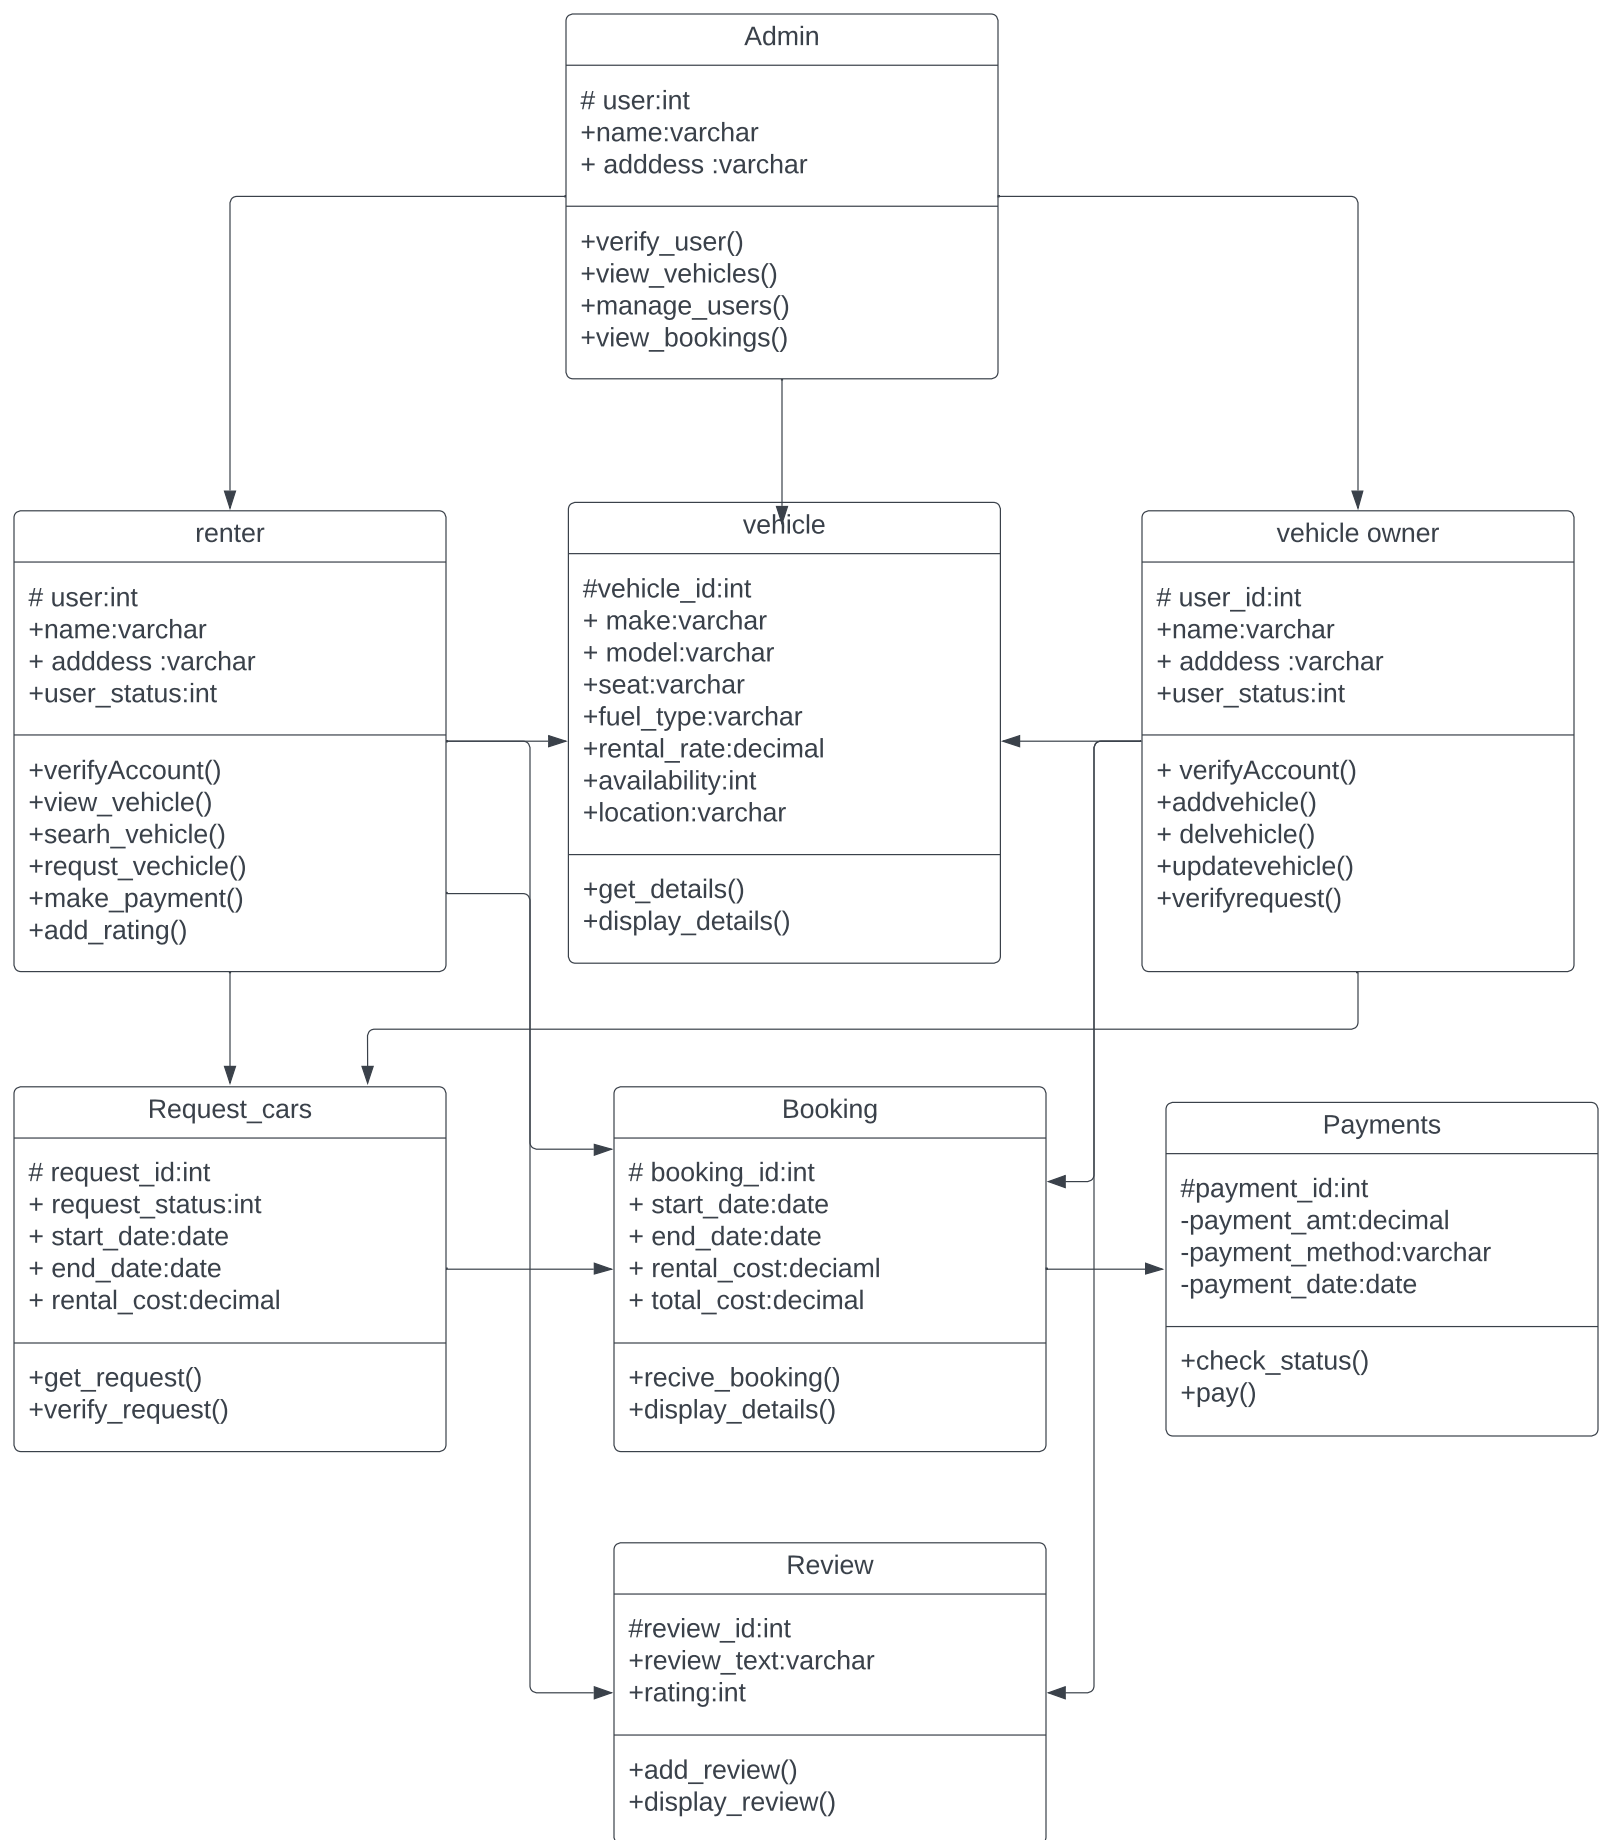 Admin
# user:int
+name:varchar
+ adddess :varchar
+verify_user()
+view_vehicles()
+manage_users()
+view_bookings()
renter
# user:int
+name:varchar
+ adddess :varchar
+user_status:int
+verifyAccount()
+view_vehicle()
+searh_vehicle()
+requst_vechicle()
+make_payment()
+add_rating()
vehicle
#vehicle_id:int
+ make:varchar
+ model:varchar
+seat:varchar
+fuel_type:varchar
+rental_rate:decimal
+availability:int
+location:varchar
+get_details()
+display_details()
vehicle owner
# user_id:int
+name:varchar
+ adddess :varchar
+user_status:int
+ verifyAccount()
+addvehicle()
+ delvehicle()
+updatevehicle()
+verifyrequest()
Request_cars
# request_id:int
+ request_status:int
+ start_date:date
+ end_date:date
+ rental_cost:decimal
+get_request()
+verify_request()
Booking
# booking_id:int
+ start_date:date
+ end_date:date
+ rental_cost:deciaml
+ total_cost:decimal
+recive_booking()
+display_details()
Payments
#payment_id:int
-payment_amt:decimal
-payment_method:varchar
-payment_date:date
+check_status()
+pay()
Review
#review_id:int
+review_text:varchar
+rating:int
+add_review()
+display_review()